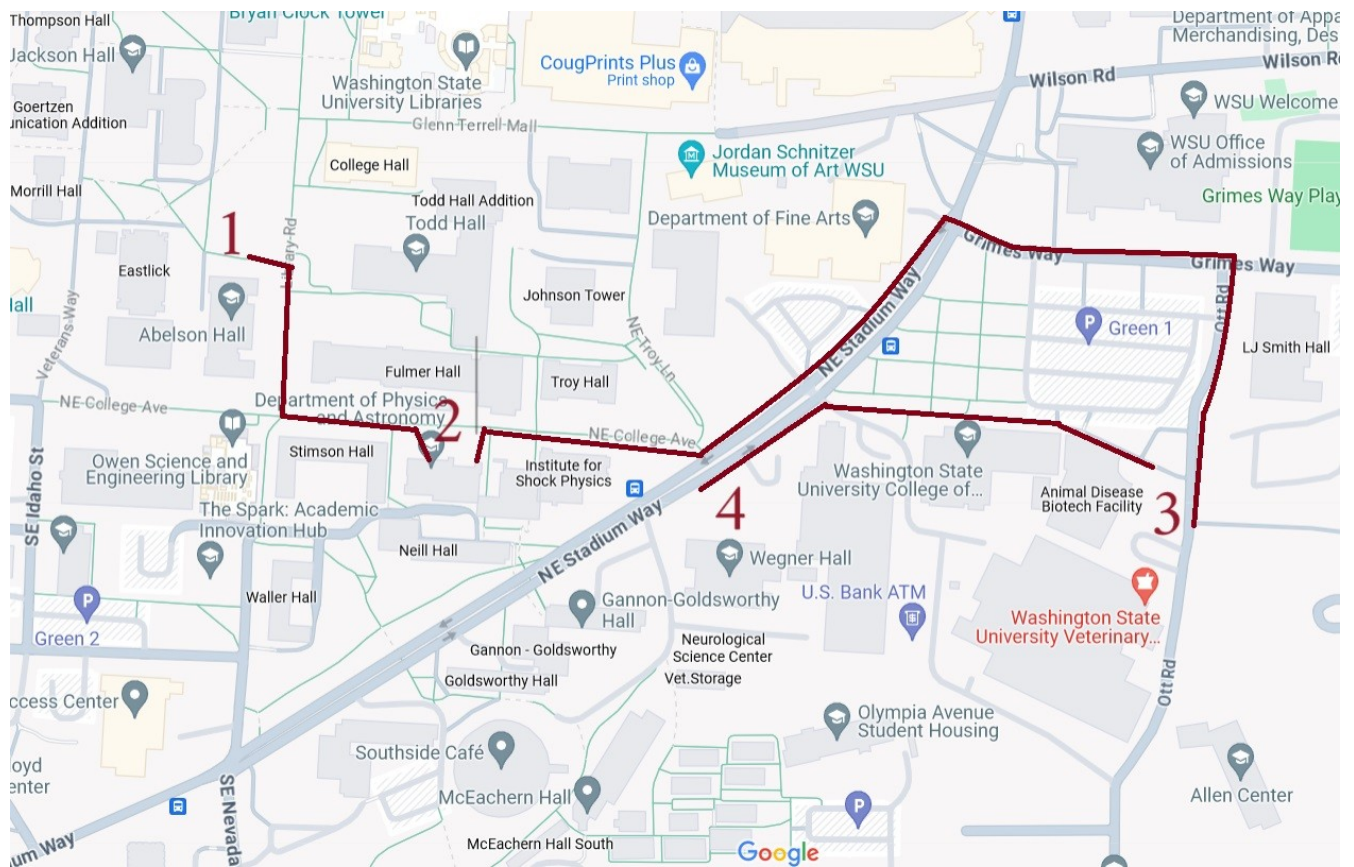 Thompson Hall
Bryan Clock Tower
Jackson Hall
Washington State
University Libraries
CougPrints Plus
Print shop
Department of Appa
Merchandising, Des
Wilson Rd
Wilson R
Goertzen
unication Addition
Glenn Terrell Mall
WSU Welcome
College Hall
Jordan Schnitzer
Museum of Art WSU
WSU Office
of Admissions
Morrill Hall
Todd Hall Addition
Todd Hall
Department of Fine Arts
Grimes Way Play
1
Library Rd
Grimes Way
Grimes Way
Eastlick
Hall
Veterans Way
Abelson Hall
Johnson Tower
NE Troy Ln
NE Stadium Way
P
Green 1
Ott Rd
LJ Smith Hall
Fulmer Hall
Troy Hall
NE College Ave
Department of Physics
and Astronomy
2
NE College Ave
Owen Science and
Engineering Library
Stimson Hall
Institute for
Shock Physics
Washington State
University College of...
Animal Disease
Biotech Facility
3
4
SE Idaho St
The Spark: Academic
Innovation Hub
Neill Hall
NE Stadium Way
Wegner Hall
Waller Hall
P
Green 2
Gannon-Goldsworthy
Hall
U.S. Bank ATM
Washington State
University Veterinary...
Gannon - Goldsworthy
Neurological
Science Center
Goldsworthy Hall
Vet.Storage
Ott Rd
ccess Center
Olympia Avenue
Student Housing
Southside Café
oyd
enter
SE Nevada
McEachern Hall
Allen Center
P
McEachern Hall South
Google
um Way